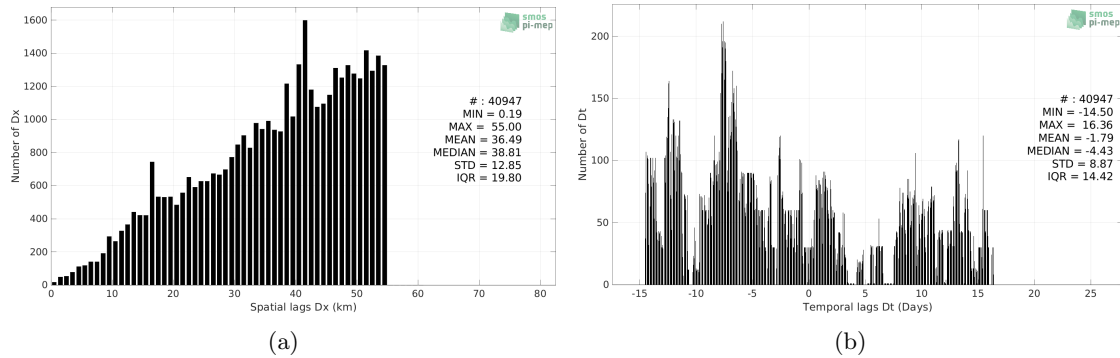 smos
pi-mep
1600
1400
1200
1000
800
600
400
200
0
Number of Dx
# : 40947
MIN = 0.19
MAX = 55.00
MEAN = 36.49
MEDIAN = 38.81
STD = 12.85
IQR = 19.80
0 10 20 30 40 50 60 70 80
Spatial lags Dx (km)
(a)
smos
pi-mep
200
150
100
50
0
Number of Dt
# : 40947
MIN = -14.50
MAX = 16.36
MEAN = -1.79
MEDIAN = -4.43
STD = 8.87
IQR = 14.42
-15 -10 -5 0 5 10 15 20 25
Temporal lags Dt (Days)
(b)